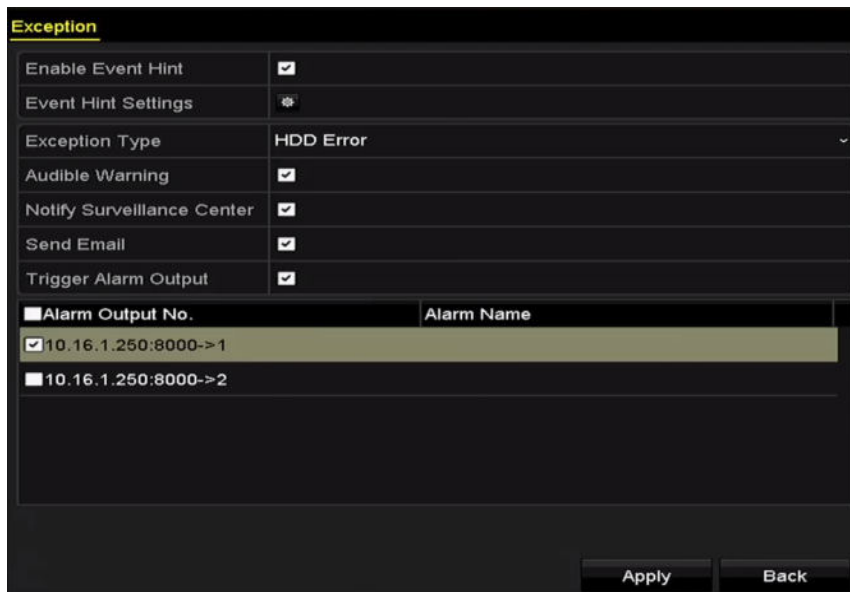 Exception
Enable Event Hint
Event Hint Settings
Exception Type HDD Error
Audible Warning
Notify Surveillance Center
Send Email
Trigger Alarm Output
Alarm Output No. Alarm Name
10.16.1.250:8000->1
10.16.1.250:8000->2
Apply Back